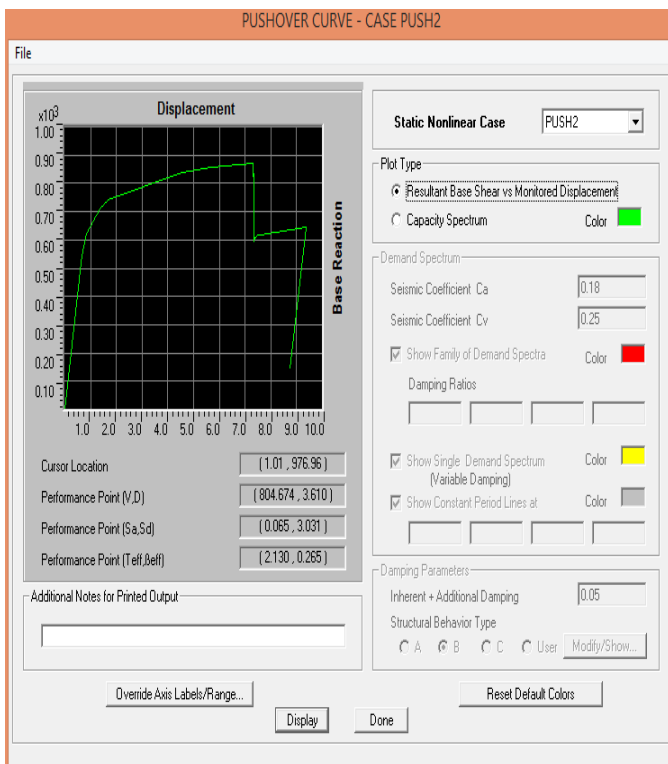 PUSHOVER CURVE - CASE PUSH2
File
Displacement
x10³
1.00
0.90
0.80
0.70
0.60
0.50
0.40
0.30
0.20
0.10
1.0 2.0 3.0 4.0 5.0 6.0 7.0 8.0 9.0 10.0
Base Reaction
Cursor Location ( 1.01 , 976.96 )
Performance Point (V,D) ( 804.674 , 3.610 )
Performance Point (Sa,Sd) ( 0.065 , 3.031 )
Performance Point (Teff,βeff) ( 2.130 , 0.265 )
Additional Notes for Printed Output
Static Nonlinear Case PUSH2
Plot Type
Resultant Base Shear vs Monitored Displacement
Capacity Spectrum Color
Demand Spectrum
Seismic Coefficient Ca 0.18
Seismic Coefficient Cv 0.25
Show Family of Demand Spectra Color
Damping Ratios
Show Single Demand Spectrum Color
(Variable Damping)
Show Constant Period Lines at Color
Damping Parameters
Inherent + Additional Damping 0.05
Structural Behavior Type
A B C User Modify/Show...
Override Axis Labels/Range... Reset Default Colors
Display Done